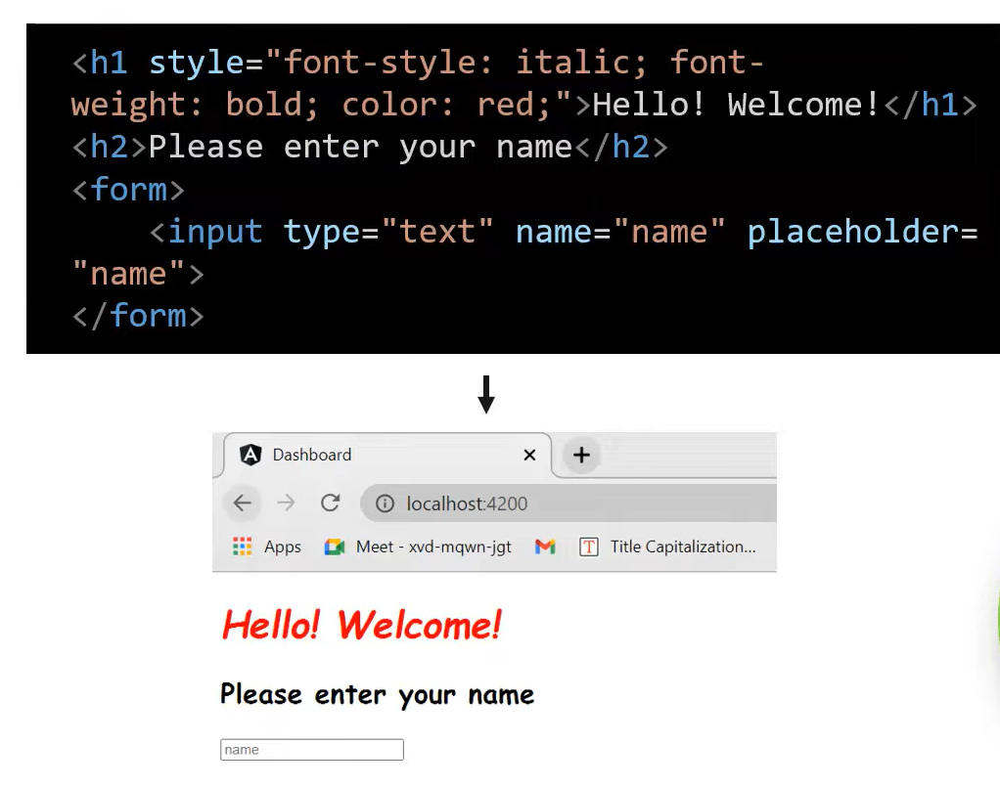 <h1 style="font-style: italic; font-
weight: bold; color: red;">Hello! Welcome!</h1>
<h2>Please enter your name</h2>
<form>
    <input type="text" name="name" placeholder=
"name">
</form>
Dashboard
localhost:4200
Apps Meet - xvd-mqwn-jgt T Title Capitalization...
Hello! Welcome!
Please enter your name
name